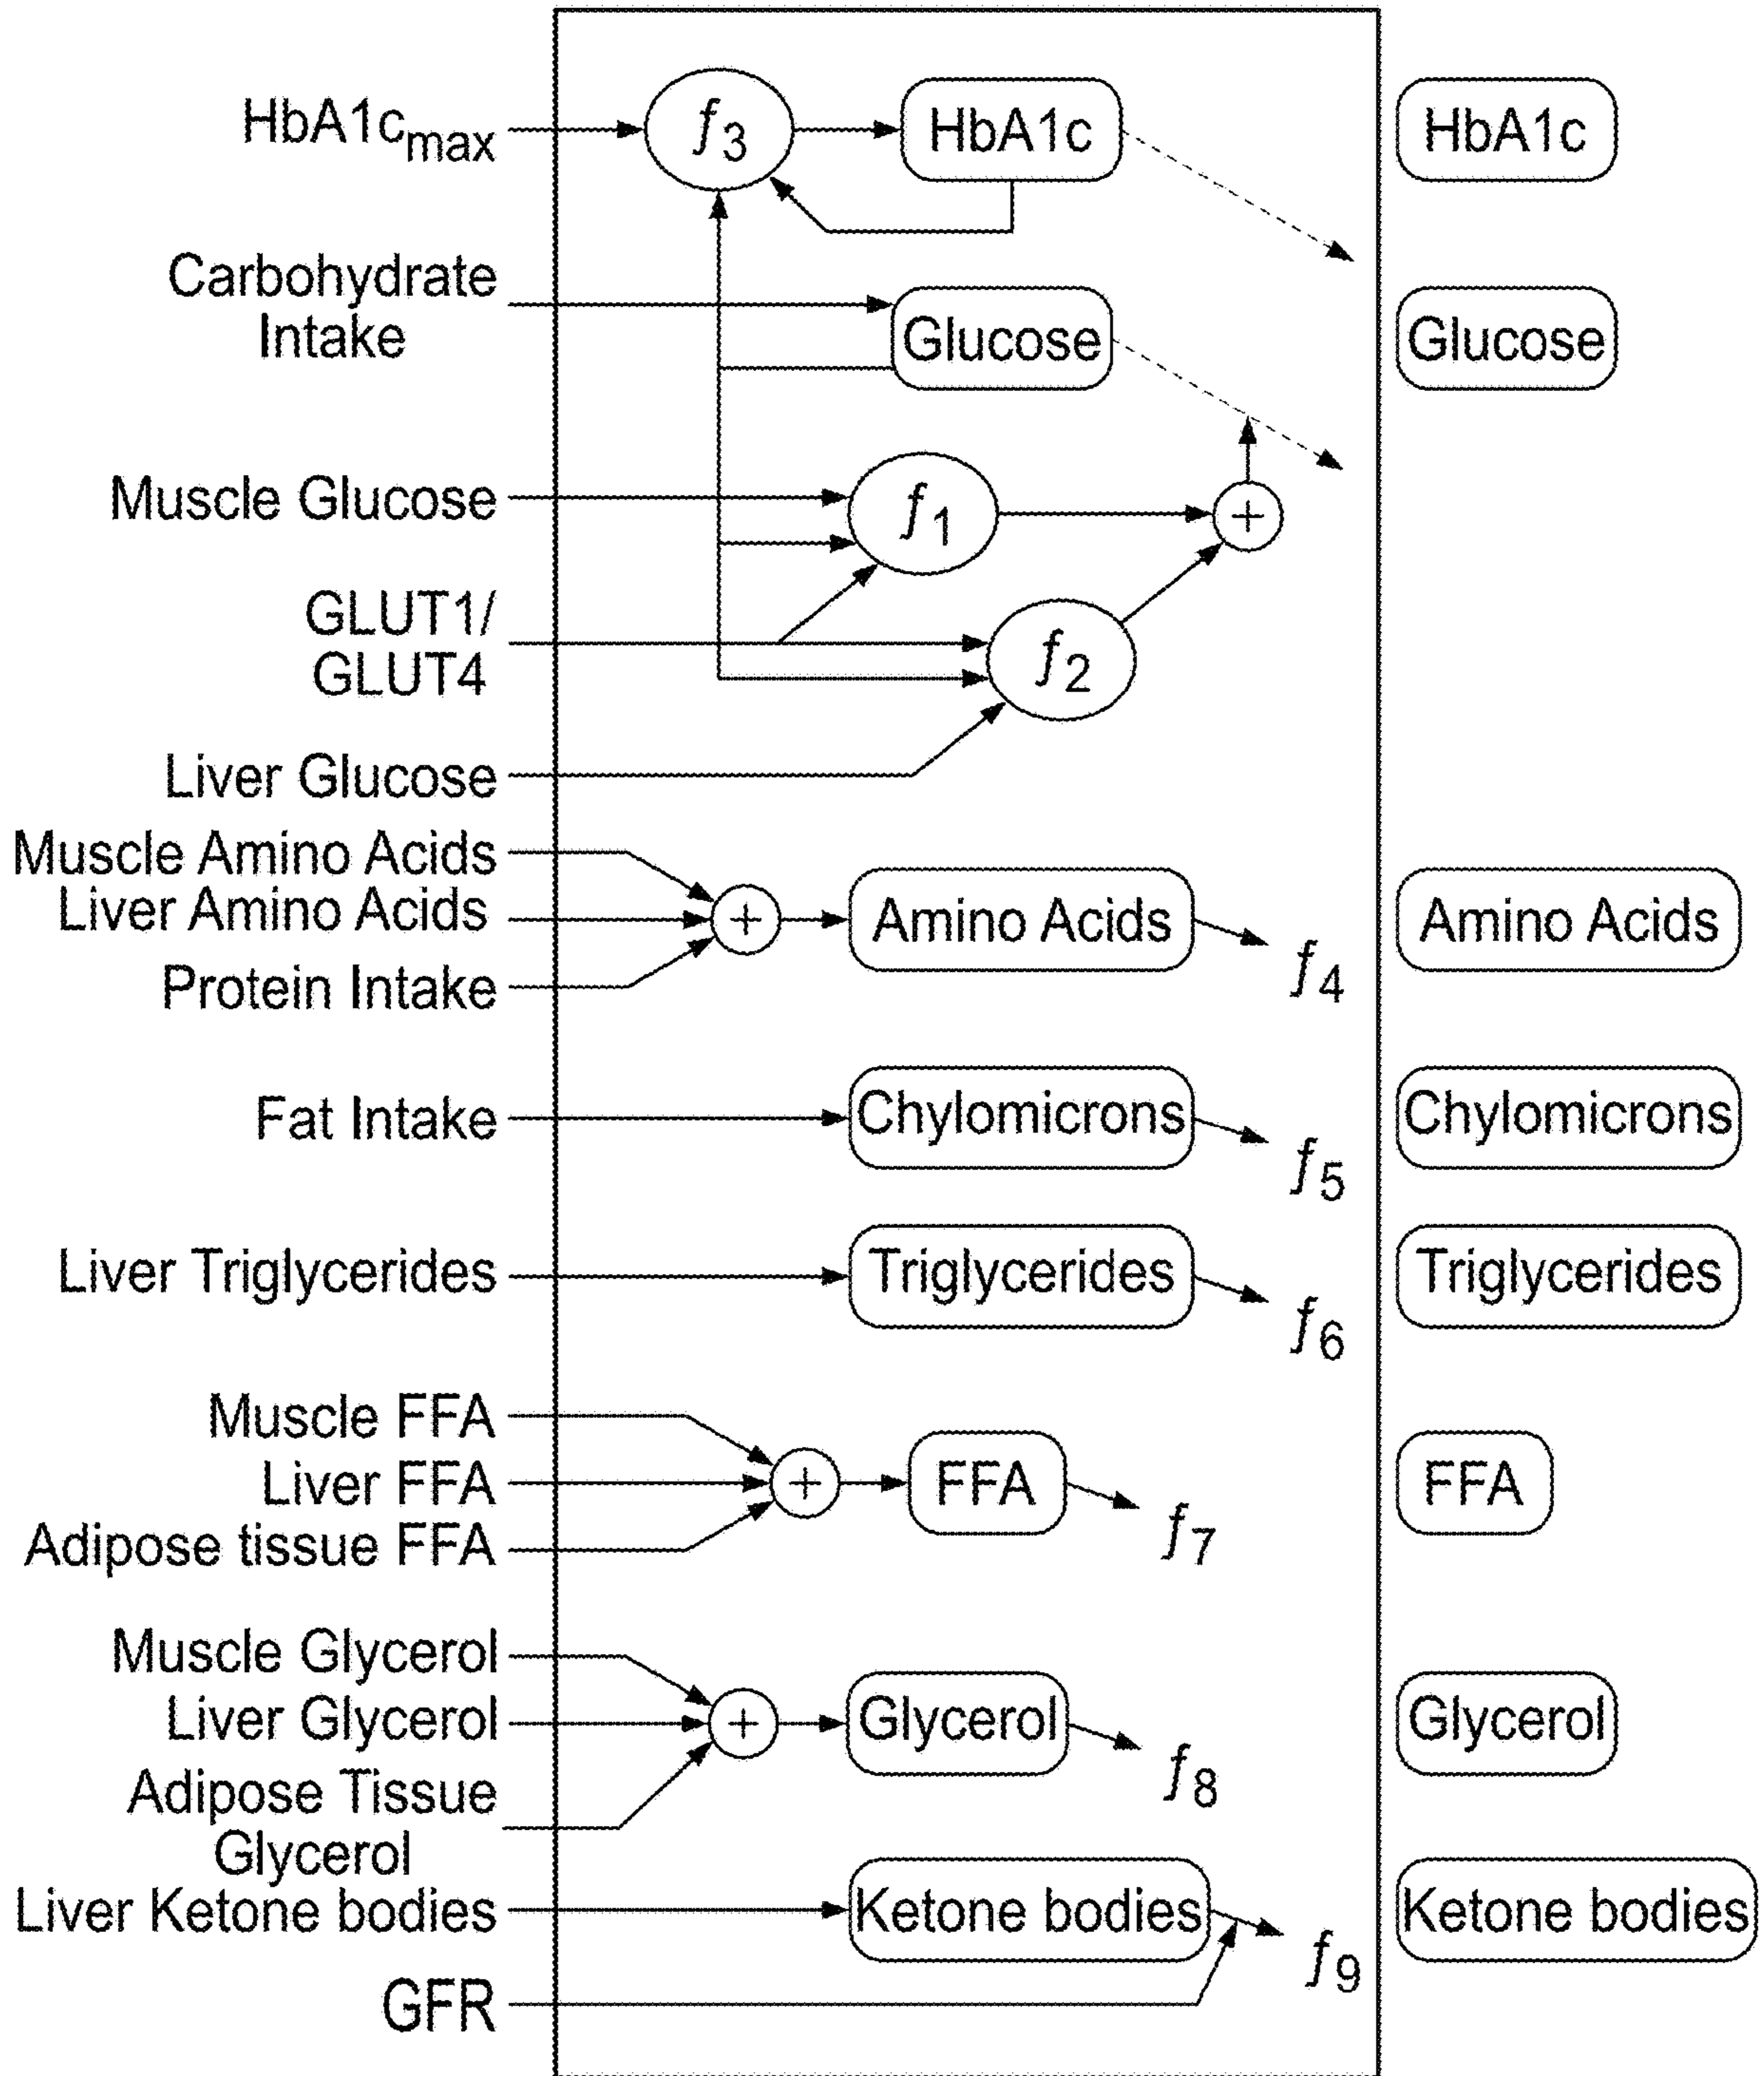 HbA1cmax
f3
HbA1c
HbA1c
Carbohydrate
Intake
Glucose
Glucose
Muscle Glucose
f1
+
GLUT1/
GLUT4
f2
Liver Glucose
Muscle Amino Acids
Liver Amino Acids
Protein Intake
+
Amino Acids
f4
Amino Acids
Fat Intake
Chylomicrons
f5
Chylomicrons
Liver Triglycerides
Triglycerides
f6
Triglycerides
Muscle FFA
Liver FFA
Adipose tissue FFA
+
FFA
f7
FFA
Muscle Glycerol
Liver Glycerol
Adipose Tissue
Glycerol
+
Glycerol
f8
Glycerol
Liver Ketone bodies
Ketone bodies
f9
Ketone bodies
GFR